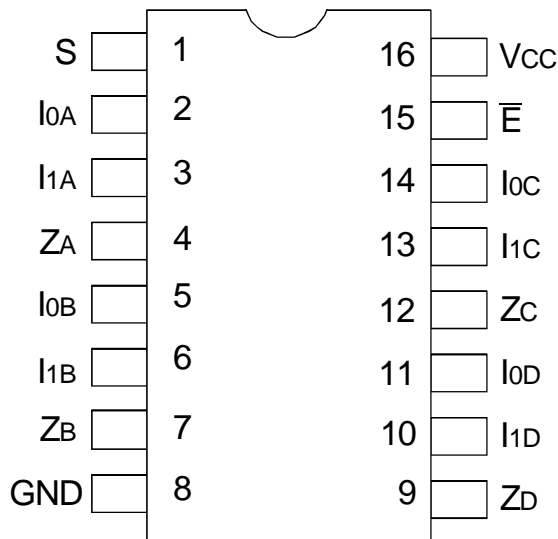 S 1 16 VCC
I0A 2 15 E̅
I1A 3 14 I0C
ZA 4 13 I1C
I0B 5 12 ZC
I1B 6 11 I0D
ZB 7 10 I1D
GND 8 9 ZD